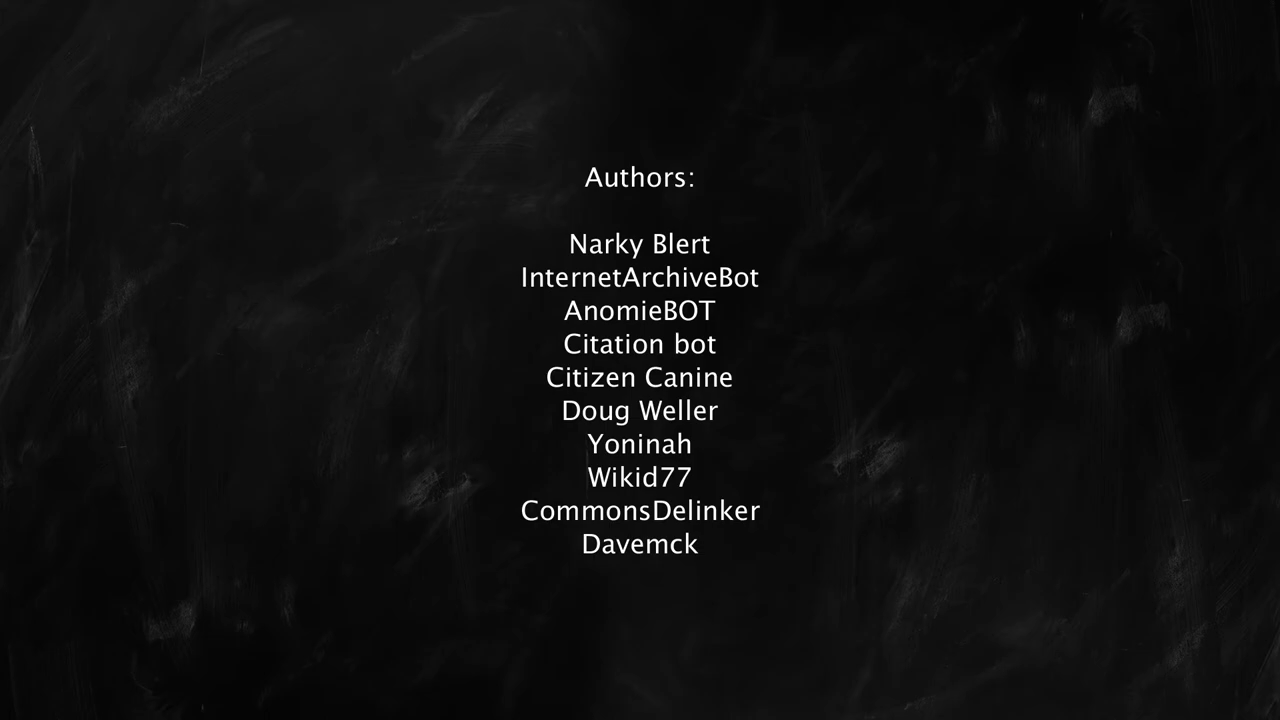 Authors:
Narky Blert
InternetArchiveBot
AnomieBOT
Citation bot
Citizen Canine
Doug Weller
Yoninah
Wikid77
CommonsDelinker
Davemck